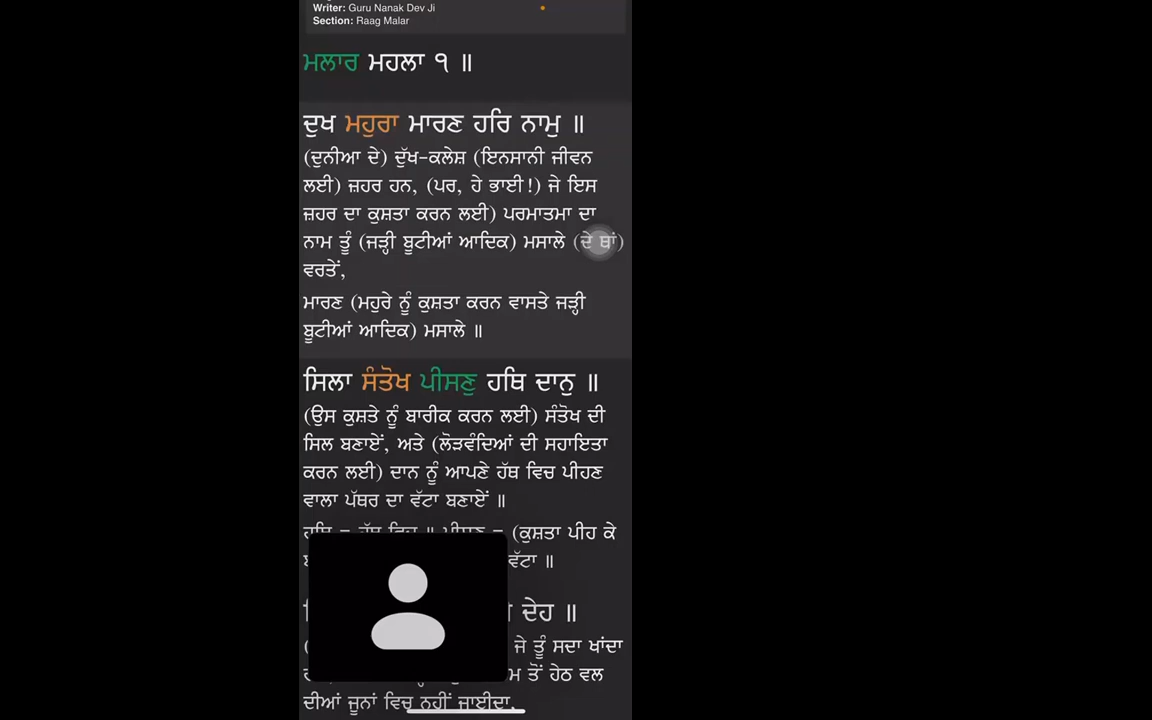 Writer: Guru Nanak Dev Ji
Section: Raag Malar
ਮਲਾਰ ਮਹਲਾ ੧ ॥
ਦੁਖ ਮਹੁਰਾ ਮਾਰਣ ਹਰਿ ਨਾਮੁ ॥
(ਦੁਨੀਆ ਦੇ) ਦੁੱਖ-ਕਲੇਸ਼ (ਇਨਸਾਨੀ ਜੀਵਨ
ਲਈ) ਜ਼ਹਰ ਹਨ, (ਪਰ, ਹੇ ਭਾਈ!) ਜੇ ਇਸ
ਜ਼ਹਰ ਦਾ ਕੁਸ਼ਤਾ ਕਰਨ ਲਈ) ਪਰਮਾਤਮਾ ਦਾ
ਨਾਮ ਤੂੰ (ਜੜ੍ਹੀ ਬੂਟੀਆਂ ਆਦਿਕ) ਮਸਾਲੇ (ਦੇ ਥਾਂ)
ਵਰਤੇਂ,
ਮਾਰਣ (ਮਹੁਰੇ ਨੂੰ ਕੁਸ਼ਤਾ ਕਰਨ ਵਾਸਤੇ ਜੜ੍ਹੀ
ਬੂਟੀਆਂ ਆਦਿਕ) ਮਸਾਲੇ ॥
ਸਿਲਾ ਸੰਤੋਖ ਪੀਸਣੁ ਹਥਿ ਦਾਨੁ ॥
(ਉਸ ਕੁਸ਼ਤੇ ਨੂੰ ਬਾਰੀਕ ਕਰਨ ਲਈ) ਸੰਤੋਖ ਦੀ
ਸਿਲ ਬਣਾਏਂ, ਅਤੇ (ਲੋੜਵੰਦਿਆਂ ਦੀ ਸਹਾਇਤਾ
ਕਰਨ ਲਈ) ਦਾਨ ਨੂੰ ਆਪਣੇ ਹੱਥ ਵਿਚ ਪੀਹਣ
ਵਾਲਾ ਪੱਥਰ ਦਾ ਵੱਟਾ ਬਣਾਏਂ ॥
ਹਥਿ = ਹੱਥ ਵਿਚ ॥ ਪੀਸਣੁ = (ਕੁਸ਼ਤਾ ਪੀਹ ਕੇ
ਵੱਟਾ ॥
ਦੇਹ ॥
ਜੇ ਤੂੰ ਸਦਾ ਖਾਂਦਾ
ਤੋਂ ਹੇਠ ਵਲ
ਦੀਆਂ ਜੂਨਾਂ ਵਿਚ ਨਹੀਂ ਜਾਈਦਾ,